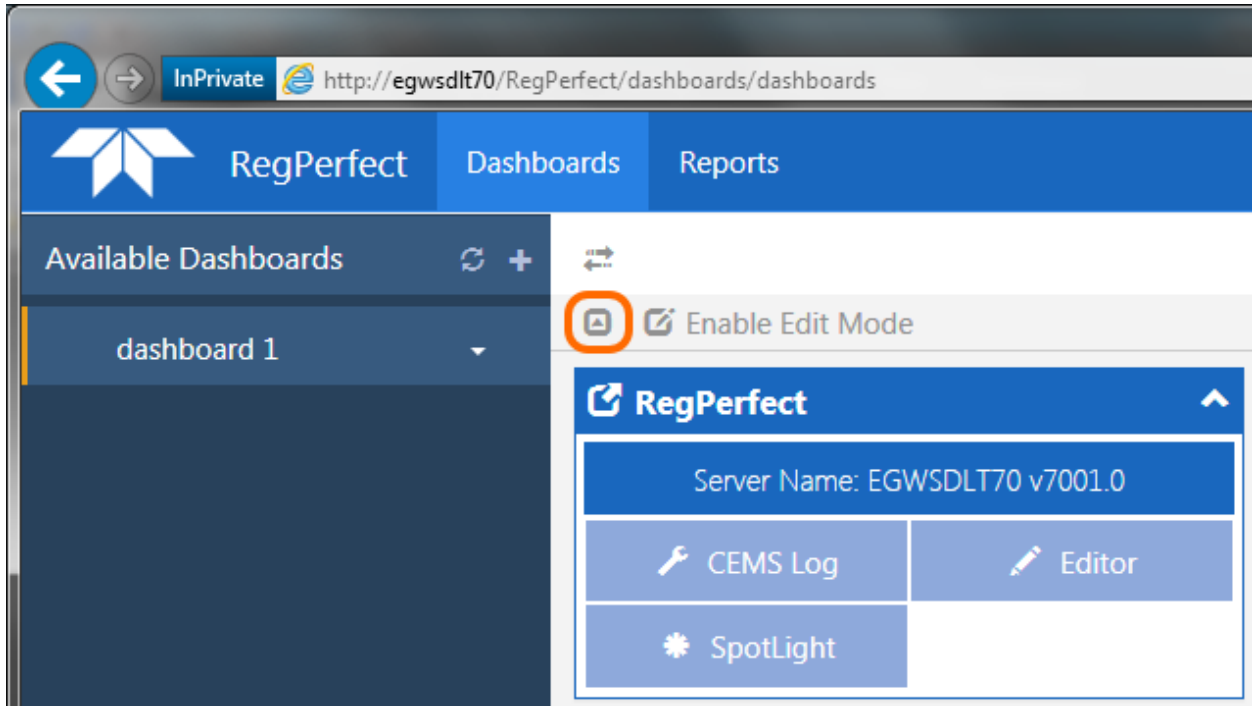 InPrivate http://egwsdlt70/RegPerfect/dashboards/dashboards
RegPerfect Dashboards Reports
Available Dashboards
Enable Edit Mode
dashboard 1
RegPerfect
Server Name: EGWSDLT70 v7001.0
CEMS Log Editor
SpotLight